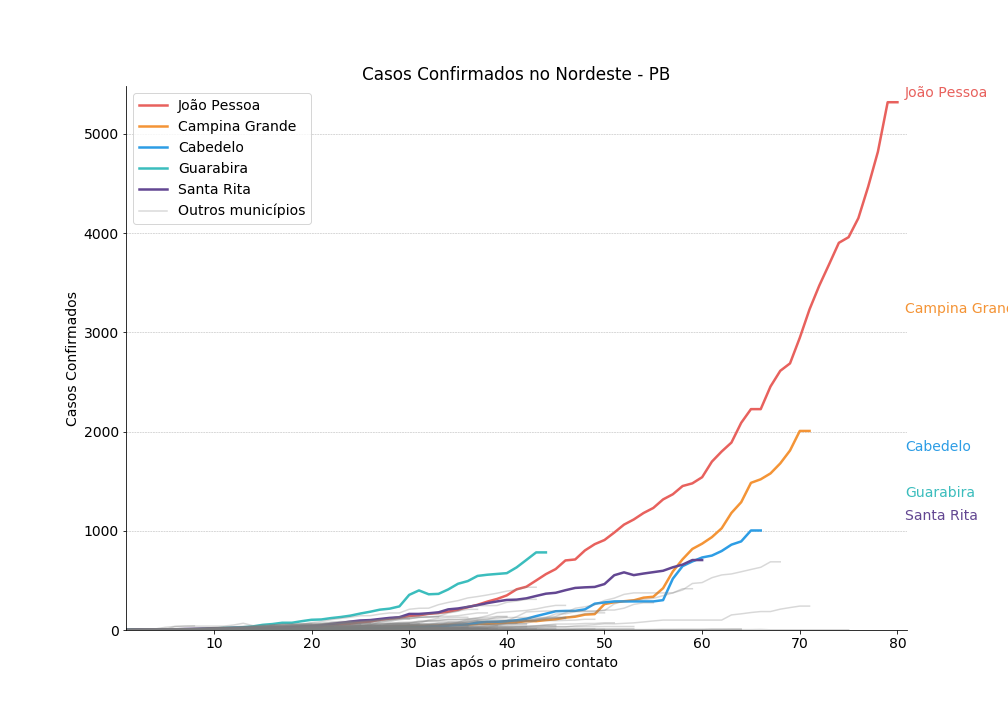 Casos Confirmados no Nordeste - PB
João Pessoa
Campina Grande
Cabedelo
Guarabira
Santa Rita
Outros municípios
João Pessoa
Campina Gran
Cabedelo
Guarabira
Santa Rita
Casos Confirmados
5000
4000
3000
2000
1000
0
10 20 30 40 50 60 70 80
Dias após o primeiro contato